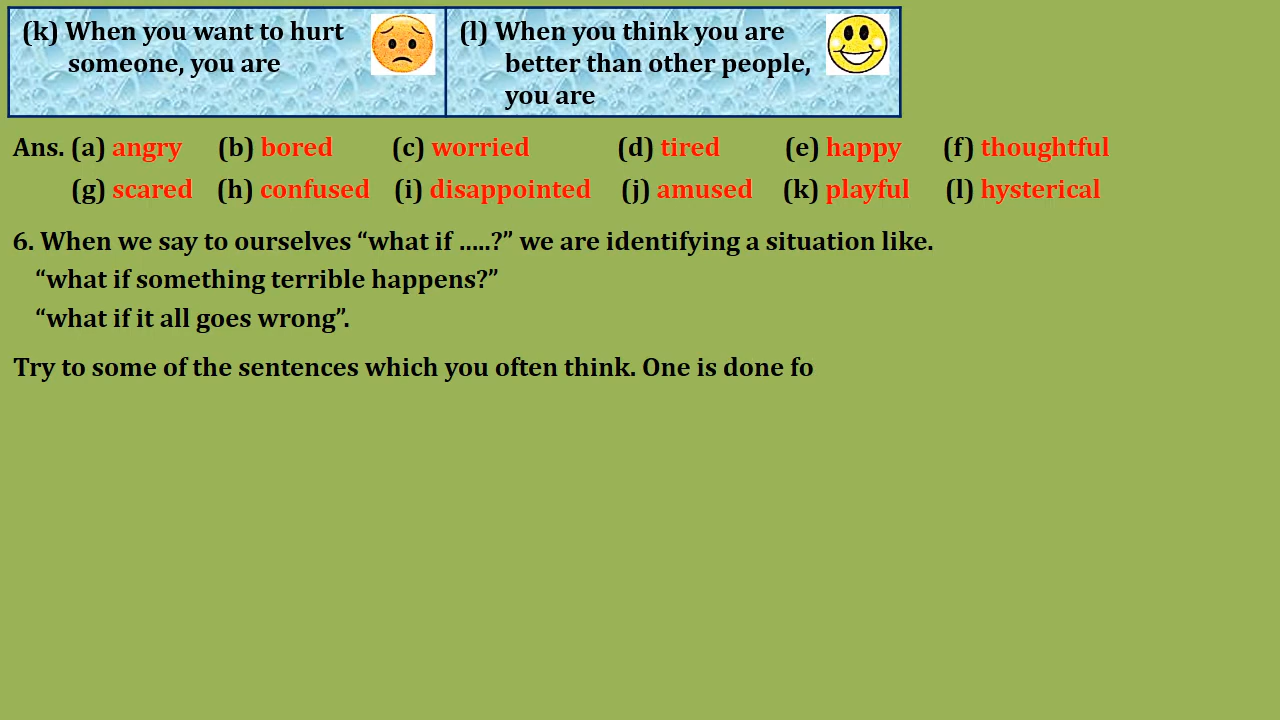 (k) When you want to hurt
someone, you are
(l) When you think you are
better than other people,
you are
Ans. (a) angry (b) bored (c) worried (d) tired (e) happy (f) thoughtful
(g) scared (h) confused (i) disappointed (j) amused (k) playful (l) hysterical
6. When we say to ourselves “what if .....?” we are identifying a situation like.
“what if something terrible happens?”
“what if it all goes wrong”.
Try to some of the sentences which you often think. One is done fo